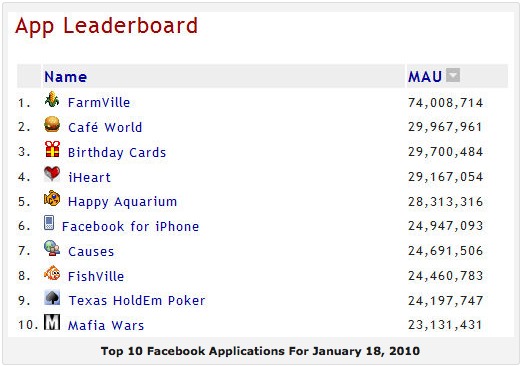 App Leaderboard
Name MAU
1. FarmVille 74,008,714
2. Café World 29,967,961
3. Birthday Cards 29,700,484
4. iHeart 29,167,054
5. Happy Aquarium 28,313,316
6. Facebook for iPhone 24,947,093
7. Causes 24,691,506
8. FishVille 24,460,783
9. Texas HoldEm Poker 24,197,747
10. M Mafia Wars 23,131,431
Top 10 Facebook Applications For January 18, 2010